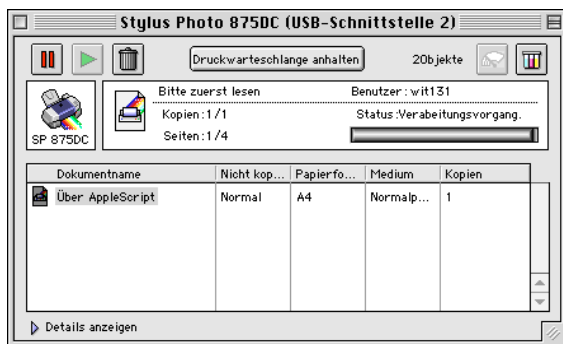 Stylus Photo 875DC (USB-Schnittstelle 2)
Druckwarteschlange anhalten
2Objekte
SP 875DC
Bitte zuerst lesen
Benutzer : wit131
Kopien : 1/1
Status :Verabeitungsvorgang.
Seiten : 1/4
Dokumentname Nicht kop... Papierfo... Medium Kopien
Über AppleScript Normal A4 Normalp... 1
Details anzeigen